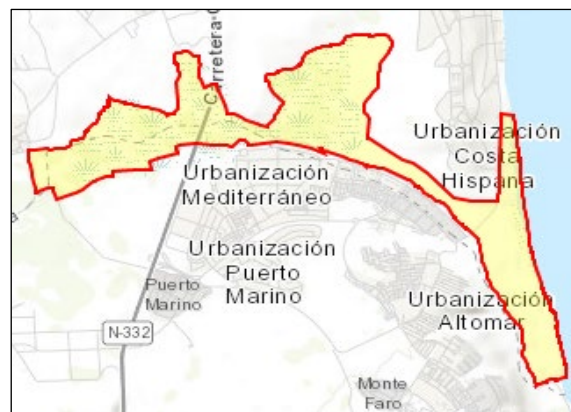 Carretera
Urbanización
Costa
Hispana
Urbanización
Mediterráneo
Urbanización
Puerto
Marino
Puerto
Marino
Urbanización
Altomar
N-332
Monte
Faro